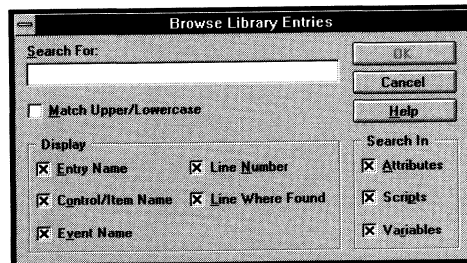 Browse Library Entries
Search For:
OK
Cancel
Match Upper/Lowercase
Help
Display
Entry Name
Line Number
Control/Item Name
Line Where Found
Event Name
Search In
Attributes
Scripts
Variables